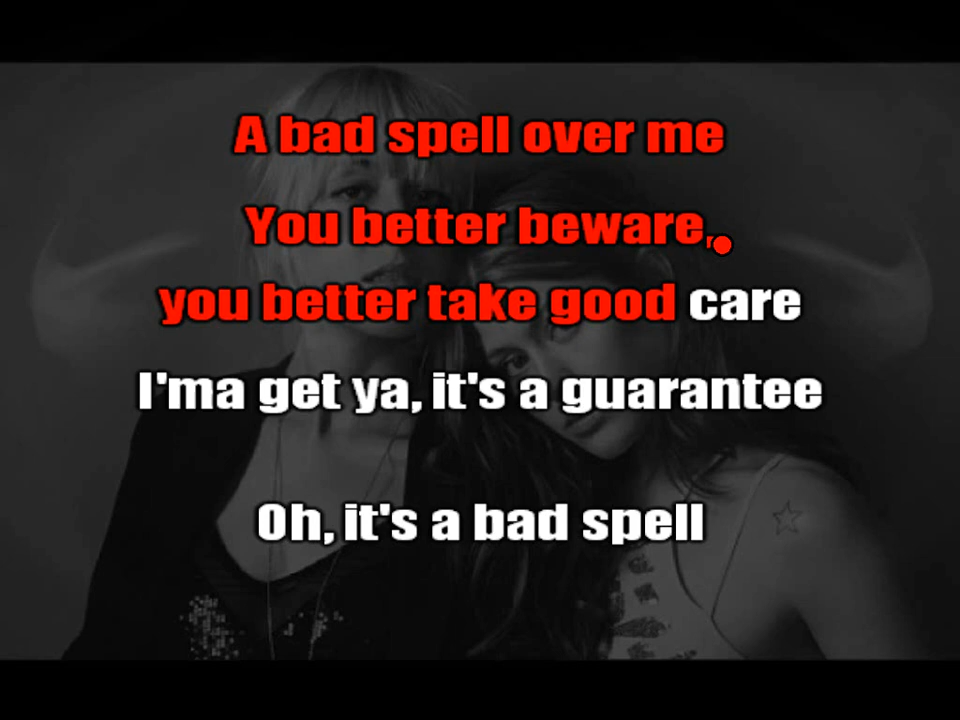 A bad spell over me
You better beware,
you better take good care
I'ma get ya, it's a guarantee
Oh, it's a bad spell